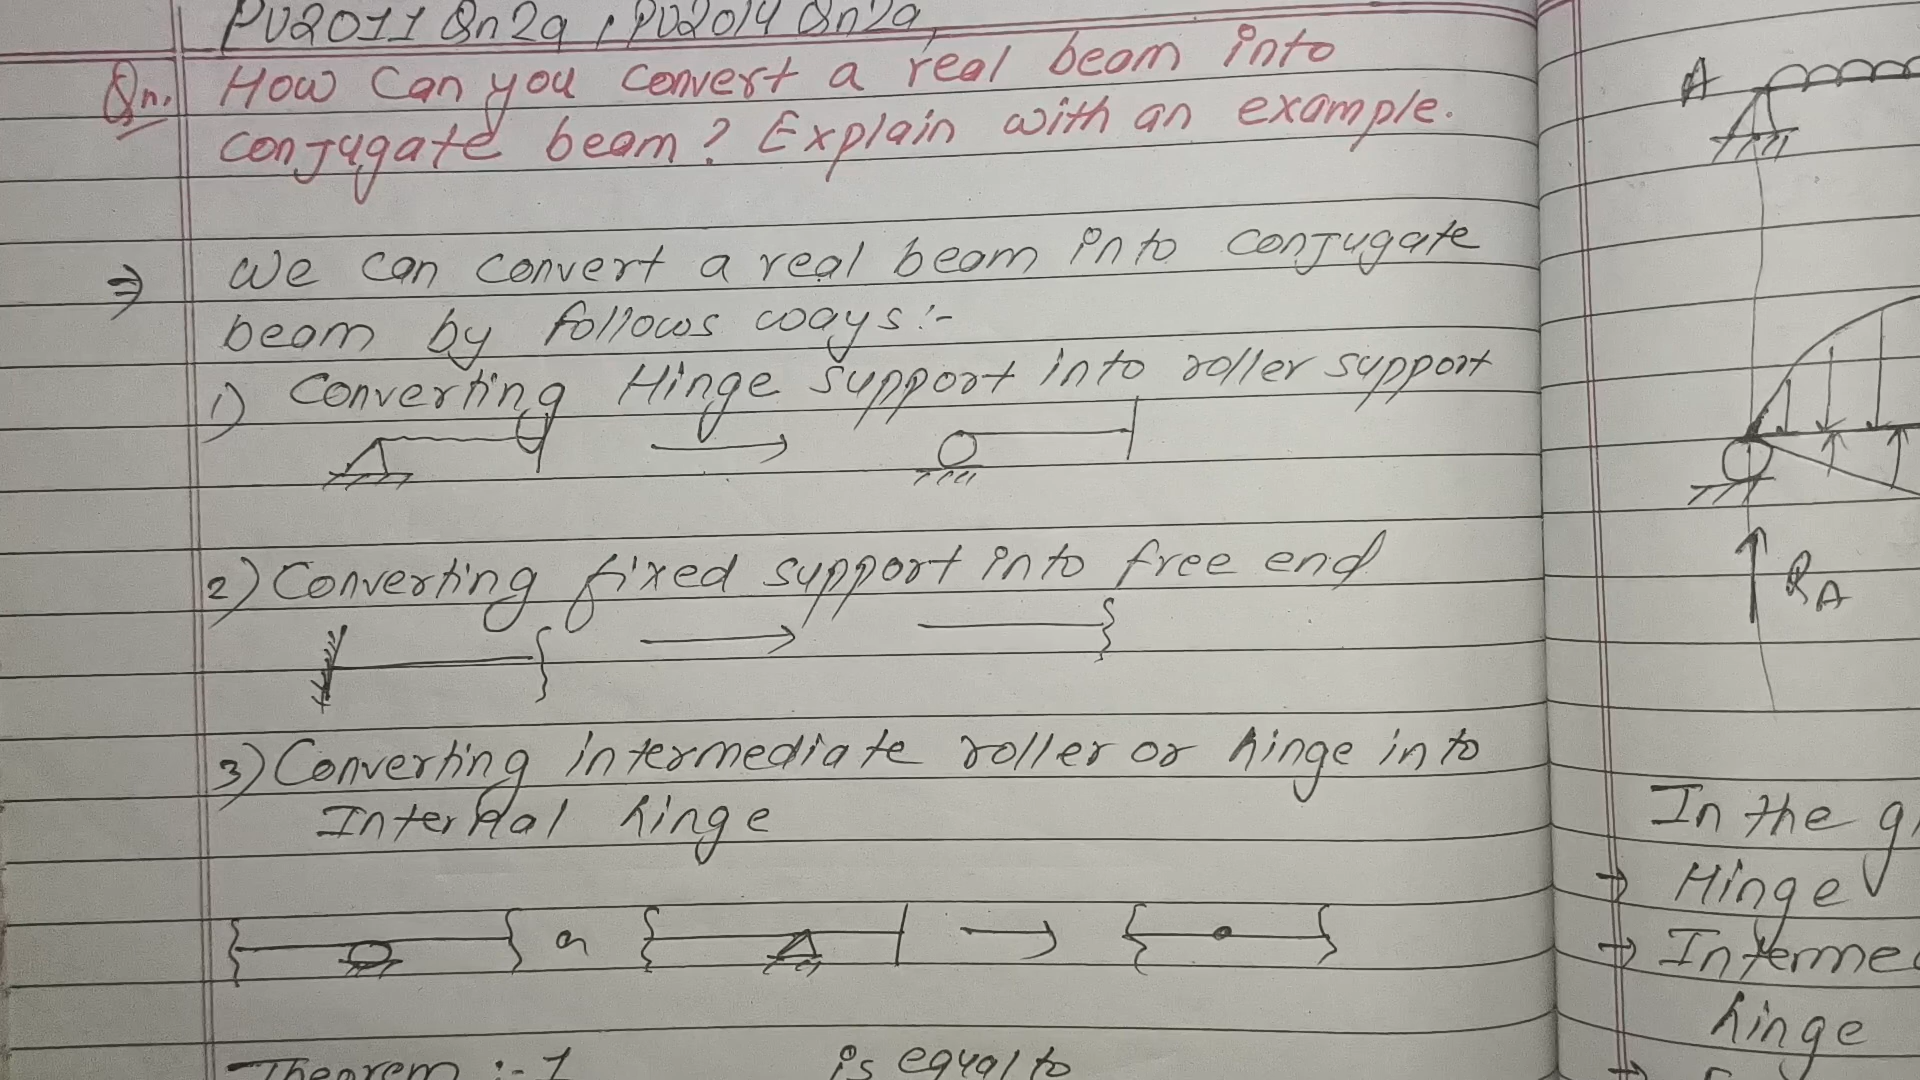 PU2011 Qn2a, PU2014 Qn2a,
Qn. How can you convert a real beam into
conjugate beam? Explain with an example.
⇒ We can convert a real beam into conjugate
beam by follows ways:-
1) Converting Hinge support into roller support
2) Converting fixed support into free end
3) Converting intermediate roller or hinge into
Internal hinge
or
Theorem :- 1 is equal to
A
RA
In the
→ Hinge
→
hinge
→